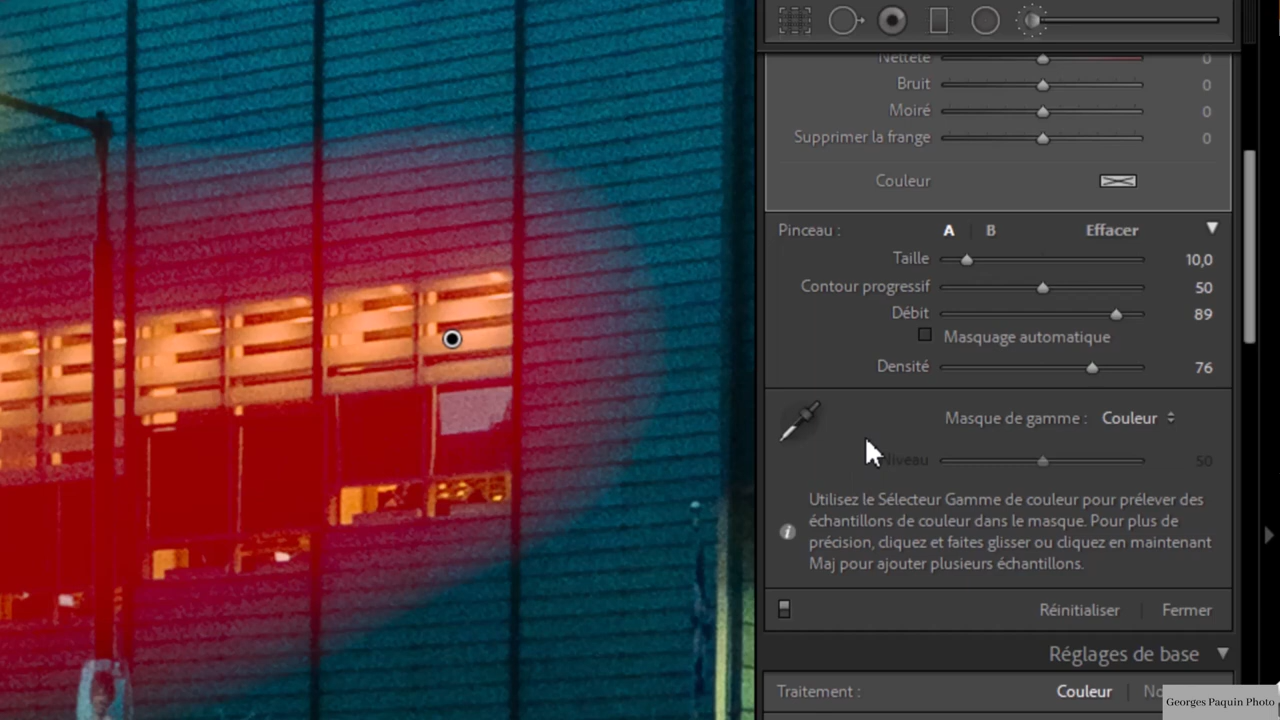 Netteté 0
Bruit 0
Moiré 0
Supprimer la frange 0
Couleur
Pinceau : A B Effacer
Taille 10,0
Contour progressif 50
Débit 89
Masquage automatique
Densité 76
Masque de gamme : Couleur
Niveau 50
Utilisez le Sélecteur Gamme de couleur pour prélever des
échantillons de couleur dans le masque. Pour plus de
précision, cliquez et faites glisser ou cliquez en maintenant
Maj pour ajouter plusieurs échantillons.
Réinitialiser Fermer
Réglages de base
Traitement : Couleur
Georges Paquin Photo